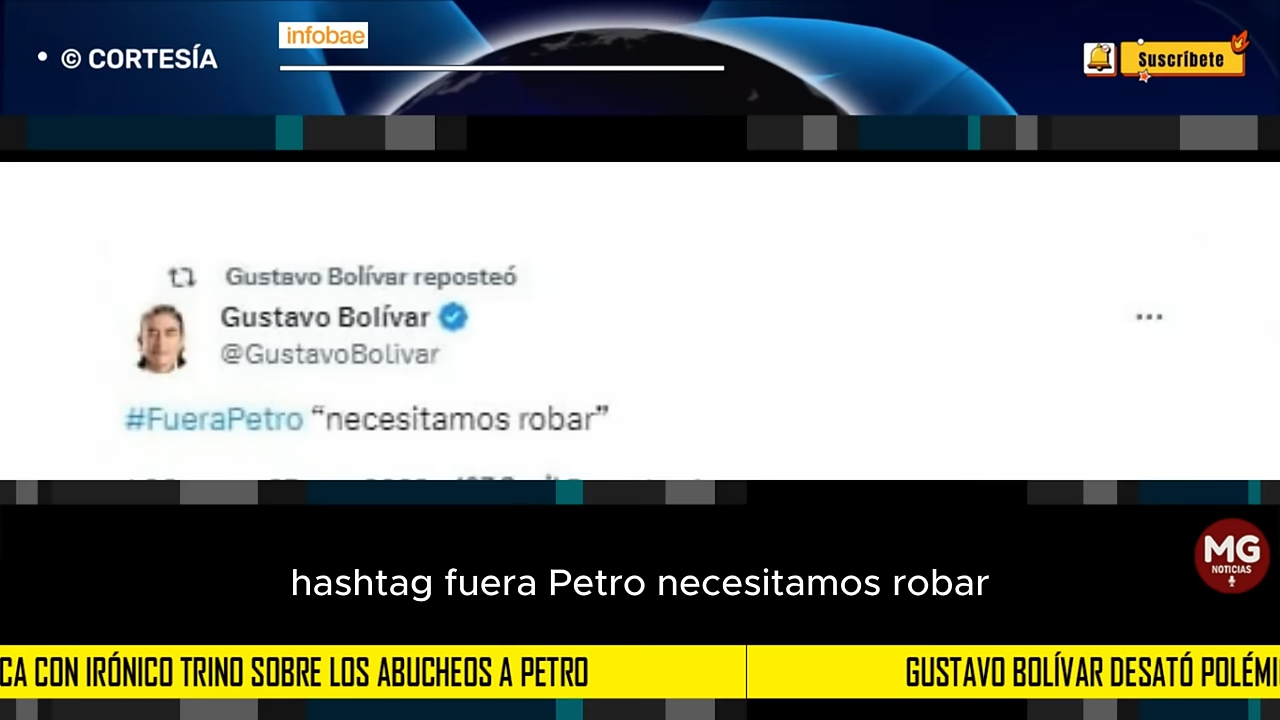 • © CORTESÍA
infobae
Suscríbete
Gustavo Bolívar reposteó
Gustavo Bolívar
@GustavoBolivar
...
#FueraPetro “necesitamos robar”
MG
NOTICIAS
hashtag fuera Petro necesitamos robar
CA CON IRÓNICO TRINO SOBRE LOS ABUCHEOS A PETRO
GUSTAVO BOLÍVAR DESATÓ POLÉMI